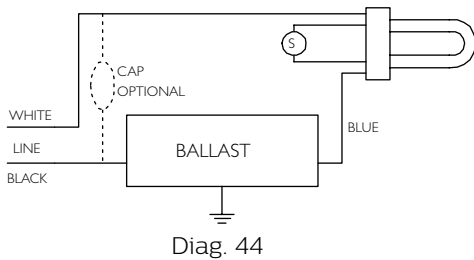 S
CAP
OPTIONAL
WHITE
LINE
BLACK
BALLAST
BLUE
Diag. 44